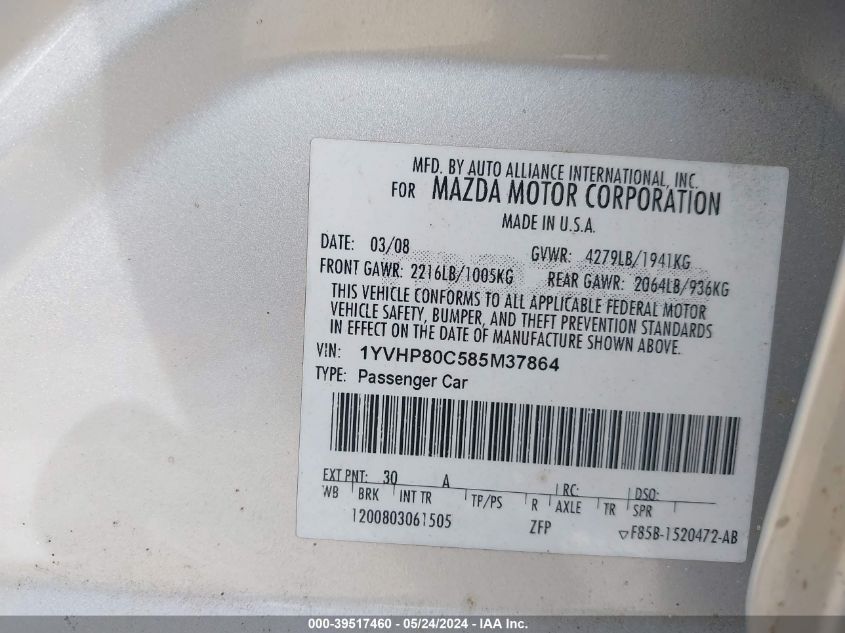 MFD. BY AUTO ALLIANCE INTERNATIONAL, INC.
FOR MAZDA MOTOR CORPORATION
MADE IN U.S.A.
DATE: 03/08 GVWR: 4279LB/1941KG
FRONT GAWR: 2216LB/1005KG REAR GAWR: 2064LB/936KG
THIS VEHICLE CONFORMS TO ALL APPLICABLE FEDERAL MOTOR
VEHICLE SAFETY, BUMPER, AND THEFT PREVENTION STANDARDS
IN EFFECT ON THE DATE OF MANUFACTURE SHOWN ABOVE.
VIN: 1YVHP80C585M37864
TYPE: Passenger Car
EXT PNT: 30 A RC: DSO:
WB BRK INT TR TP/PS R AXLE TR SPR
1200803061505 ZFP ▽F85B-1520472-AB
000-39517460 - 05/24/2024 - IAA Inc.